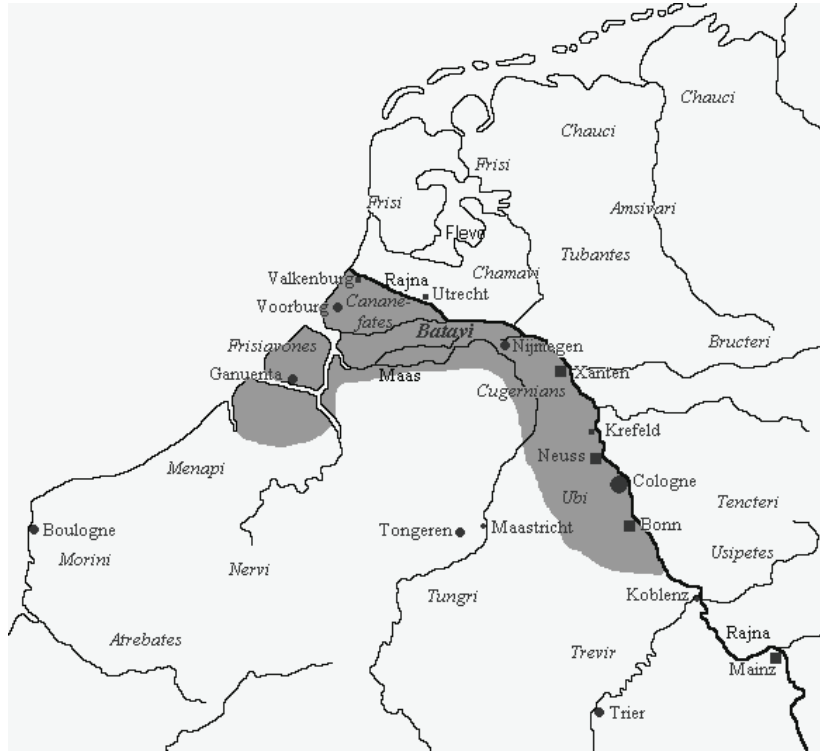 Chauci
Chauci
Frisi
Frisi
Amsivari
Flevo
Tubantes
Chamavi
Valkenburg
Rajna
Utrecht
Canane-
fates
Voorburg
Batavi
Bructeri
Frisiavones
Nijmegen
Ganuenta
Maas
Xanten
Cugernians
Krefeld
Neuss
Menapi
Cologne
Ubi
Tencteri
Boulogne
Tongeren
Maastricht
Bonn
Usipetes
Morini
Nervi
Tungri
Koblenz
Rajna
Atrebates
Trevir
Mainz
Trier